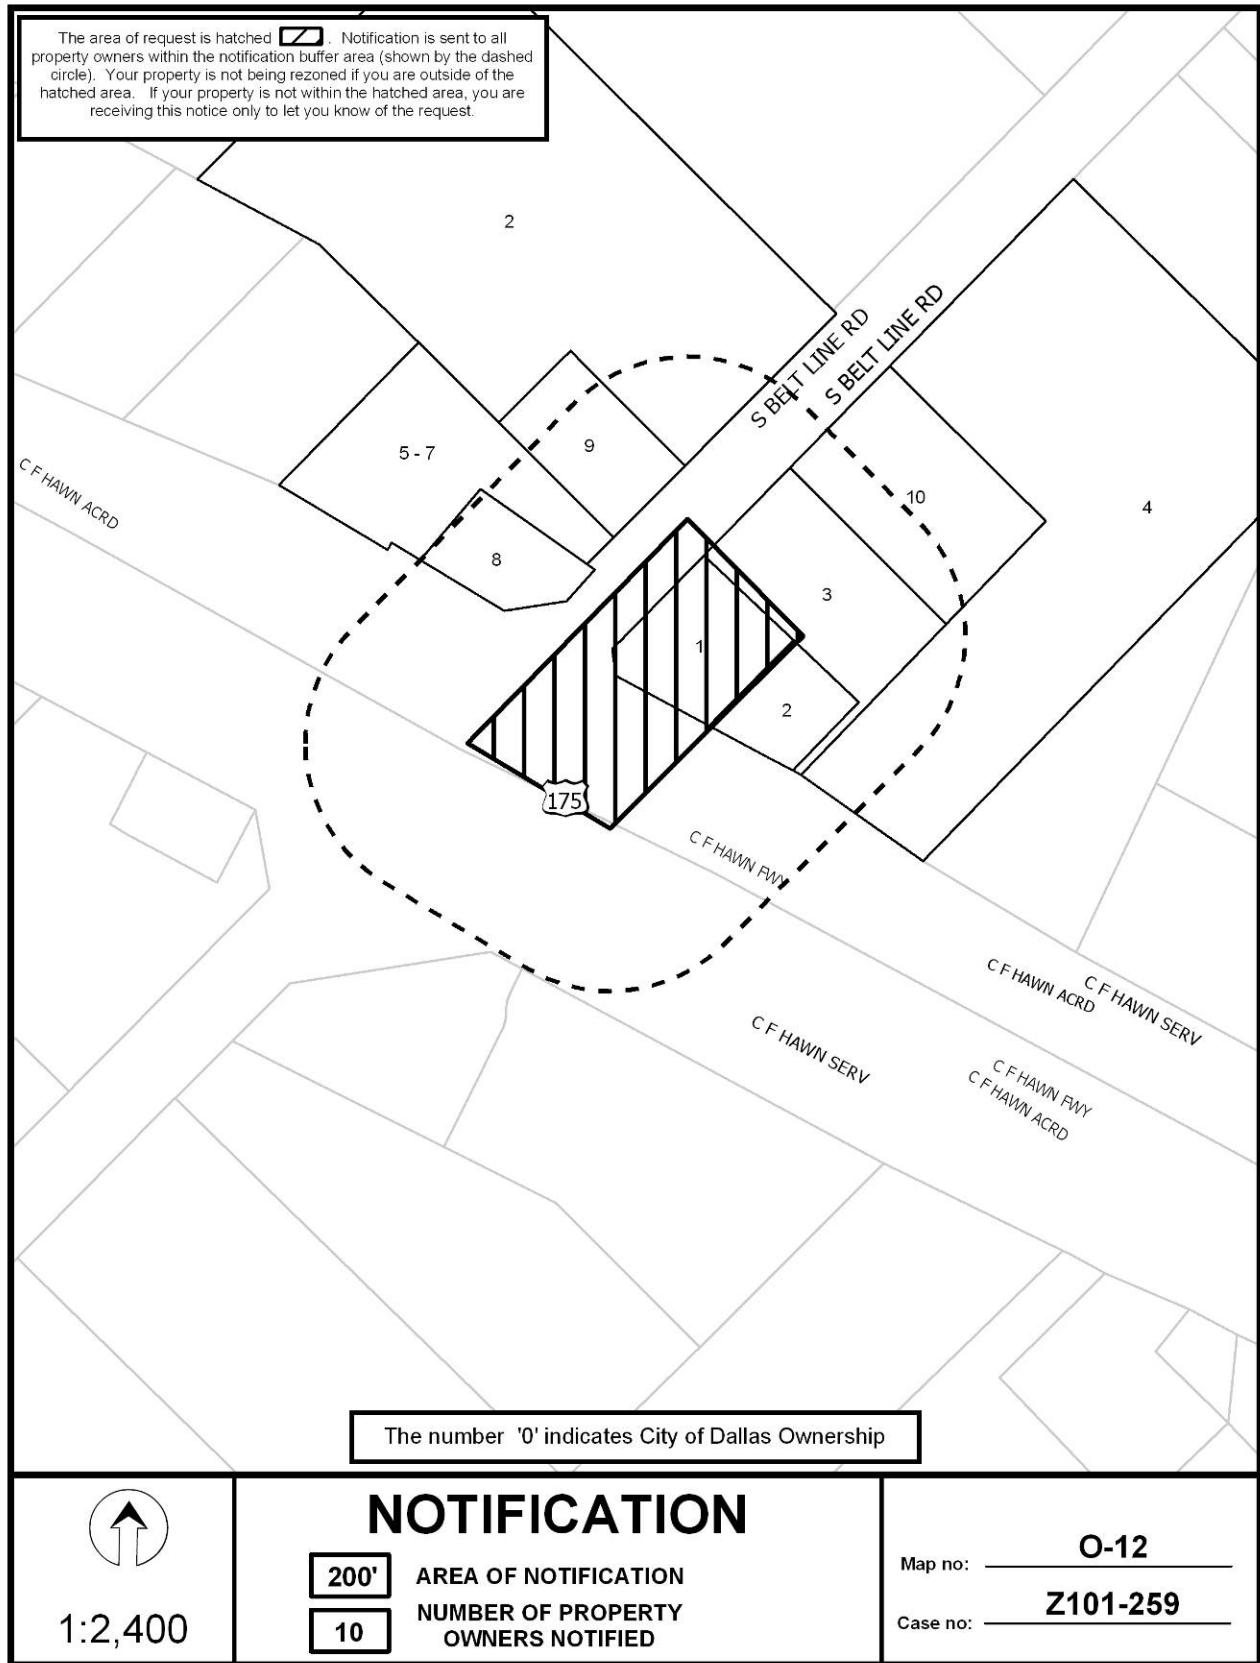 The area of request is hatched . Notification is sent to all
property owners within the notification buffer area (shown by the dashed
circle). Your property is not being rezoned if you are outside of the
hatched area. If your property is not within the hatched area, you are
receiving this notice only to let you know of the request.
2
S BELT LINE RD
S BELT LINE RD
9
5 - 7
C F HAWN ACRD
10
4
8
3
1
2
175
C F HAWN FWY
C F HAWN ACRD
C F HAWN SERV
C F HAWN SERV
C F HAWN FWY
C F HAWN ACRD
The number '0' indicates City of Dallas Ownership
1:2,400
NOTIFICATION
200' AREA OF NOTIFICATION
10 NUMBER OF PROPERTY
OWNERS NOTIFIED
Map no: O-12
Case no: Z101-259